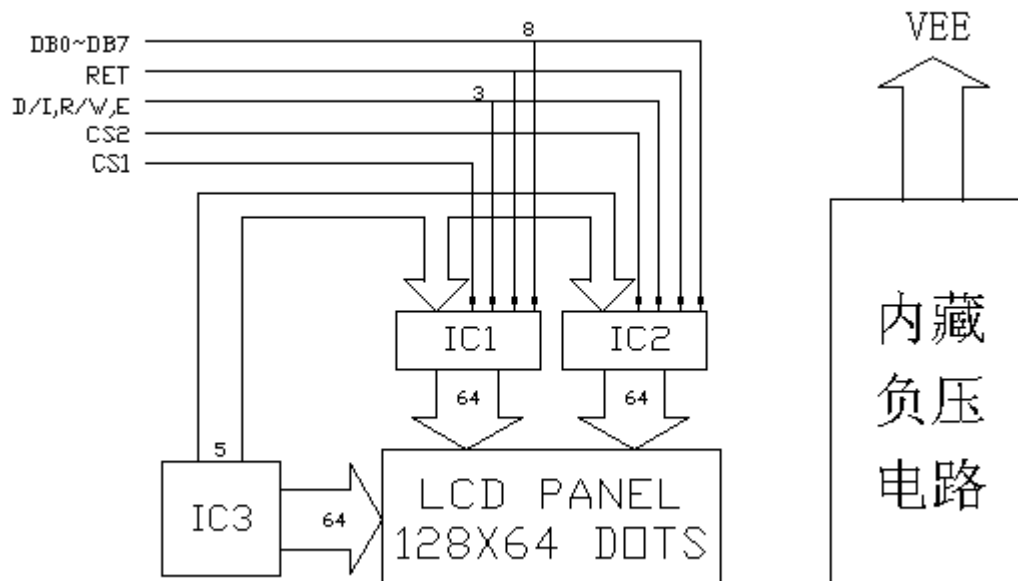 8
VEE
DB0~DB7
RET
3
D/I,R/W,E
CS2
CS1
IC1
IC2
内藏
负压
电路
64
64
5
LCD PANEL
128X64 DOTS
IC3
64